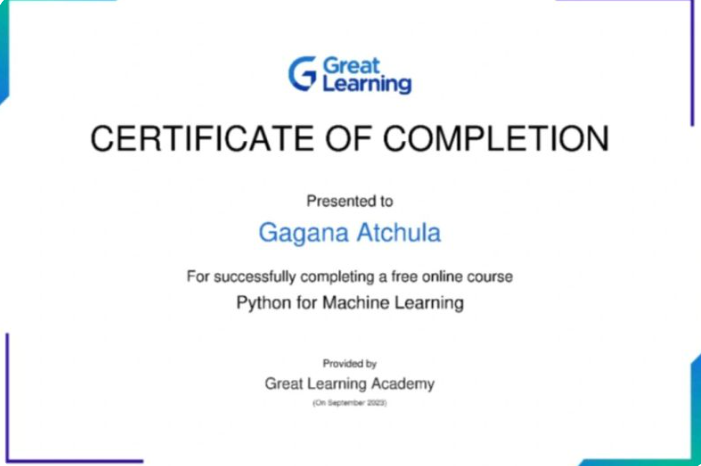 Great
Learning
CERTIFICATE OF COMPLETION
Presented to
Gagana Atchula
For successfully completing a free online course
Python for Machine Learning
Provided by
Great Learning Academy
(On September 2023)